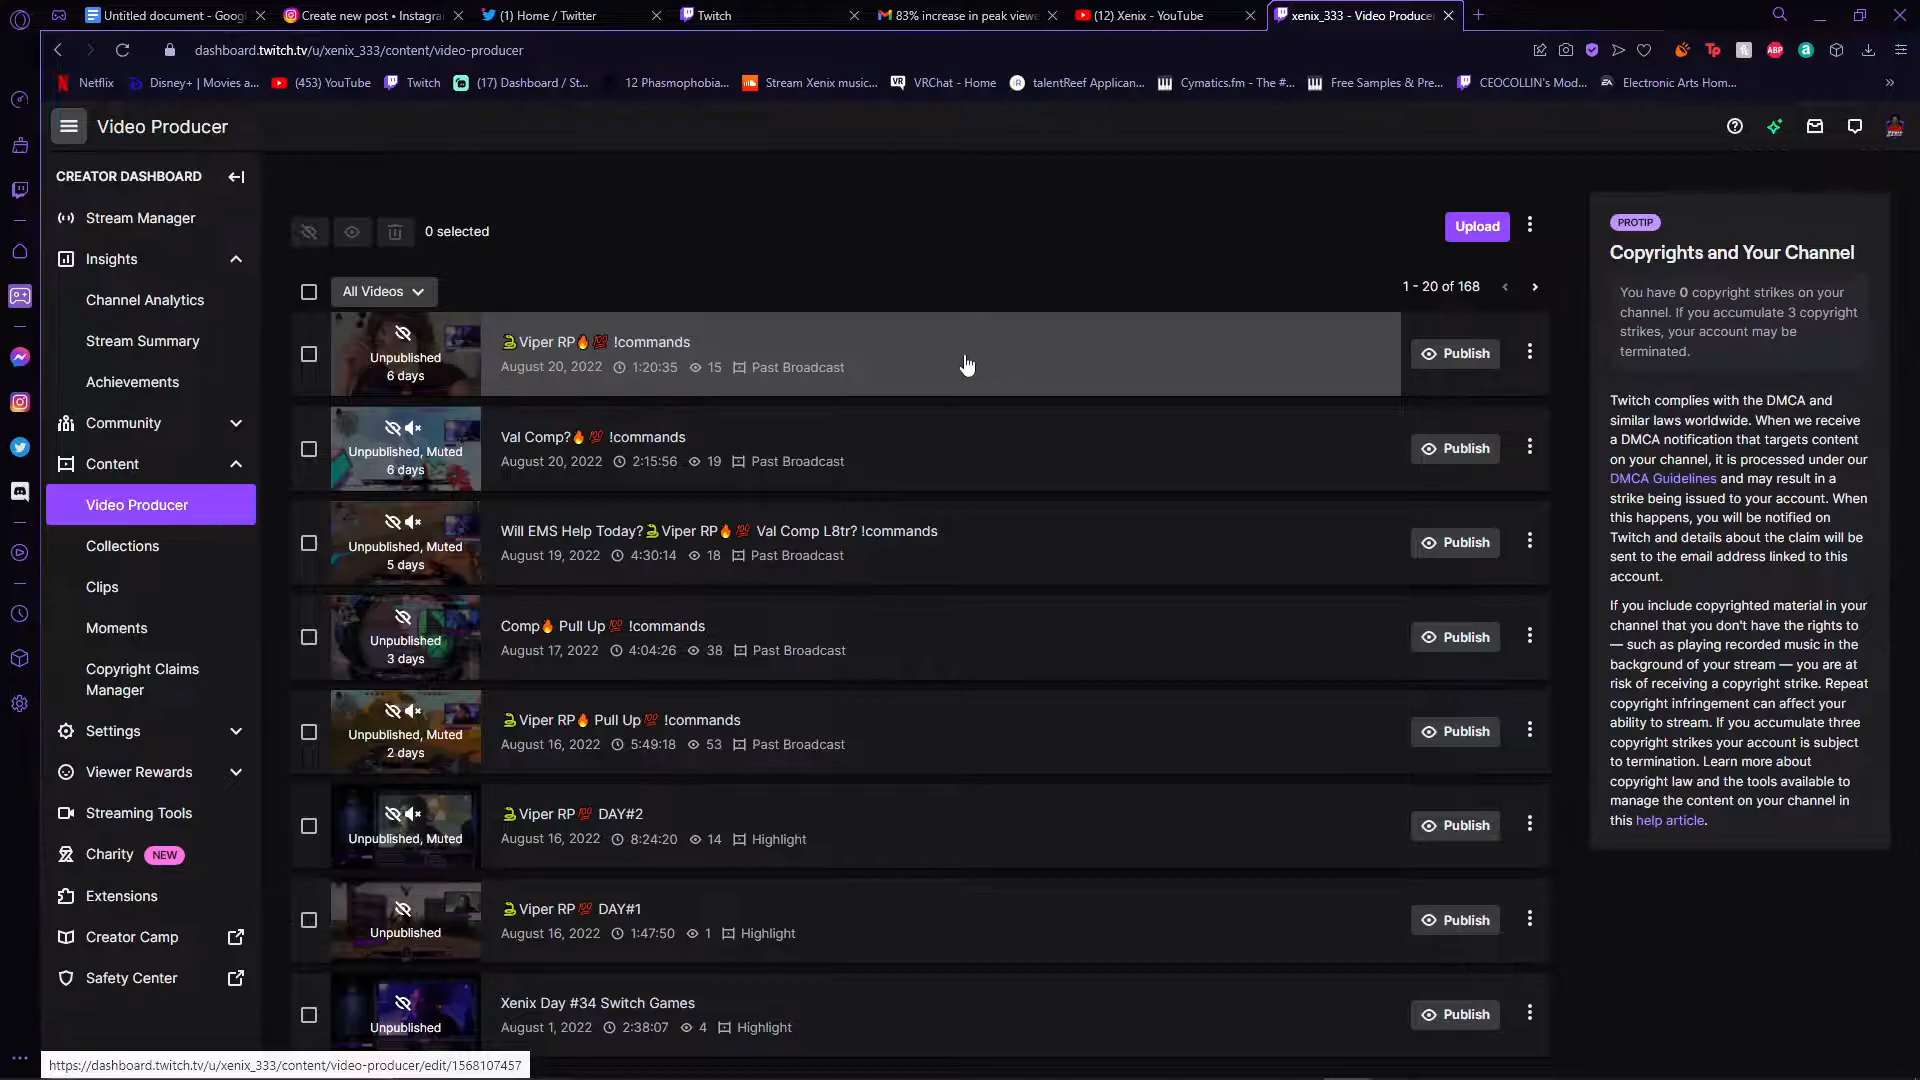 Untitled document - Googl
Create new post • Instagra
(1) Home / Twitter
Twitch
83% increase in peak viewe
(12) Xenix - YouTube
xenix_333 - Video Producer
dashboard.twitch.tv/u/xenix_333/content/video-producer
Netflix
Disney+ | Movies a...
(453) YouTube
Twitch
(17) Dashboard / St...
12 Phasmophobia...
Stream Xenix music...
VRChat - Home
talentReef Applican...
Cymatics.fm - The #...
Free Samples & Pre...
CEOCOLLIN's Mod...
Electronic Arts Hom...
Video Producer
CREATOR DASHBOARD
Stream Manager
Insights
Channel Analytics
Stream Summary
Achievements
Community
Content
Video Producer
Collections
Clips
Moments
Copyright Claims
Manager
Settings
Viewer Rewards
Streaming Tools
Charity NEW
Extensions
Creator Camp
Safety Center
0 selected
Upload
All Videos
1 - 20 of 168
Unpublished
6 days
🐍Viper RP🔥💯 !commands
August 20, 2022 1:20:35 15 Past Broadcast
Publish
Unpublished, Muted
6 days
Val Comp?🔥💯 !commands
August 20, 2022 2:15:56 19 Past Broadcast
Publish
Unpublished, Muted
5 days
Will EMS Help Today?🐍Viper RP🔥💯 Val Comp L8tr? !commands
August 19, 2022 4:30:14 18 Past Broadcast
Publish
Unpublished
3 days
Comp🔥 Pull Up💯 !commands
August 17, 2022 4:04:26 38 Past Broadcast
Publish
Unpublished, Muted
2 days
🐍Viper RP🔥 Pull Up💯 !commands
August 16, 2022 5:49:18 53 Past Broadcast
Publish
Unpublished, Muted
🐍Viper RP💯 DAY#2
August 16, 2022 8:24:20 14 Highlight
Publish
Unpublished
🐍Viper RP💯 DAY#1
August 16, 2022 1:47:50 1 Highlight
Publish
Unpublished
Xenix Day #34 Switch Games
August 1, 2022 2:38:07 4 Highlight
Publish
PROTIP
Copyrights and Your Channel
You have 0 copyright strikes on your
channel. If you accumulate 3 copyright
strikes, your account may be
terminated.
Twitch complies with the DMCA and
similar laws worldwide. When we receive
a DMCA notification that targets content
on your channel, it is processed under our
DMCA Guidelines and may result in a
strike being issued to your account. When
this happens, you will be notified on
Twitch and details about the claim will be
sent to the email address linked to this
account.
If you include copyrighted material in your
channel that you don't have the rights to
— such as playing recorded music in the
background of your stream — you are at
risk of receiving a copyright strike. Repeat
copyright infringement can affect your
ability to stream. If you accumulate three
copyright strikes your account is subject
to termination. Learn more about
copyright law and the tools available to
manage the content on your channel in
this help article.
https://dashboard.twitch.tv/u/xenix_333/content/video-producer/edit/1568107457